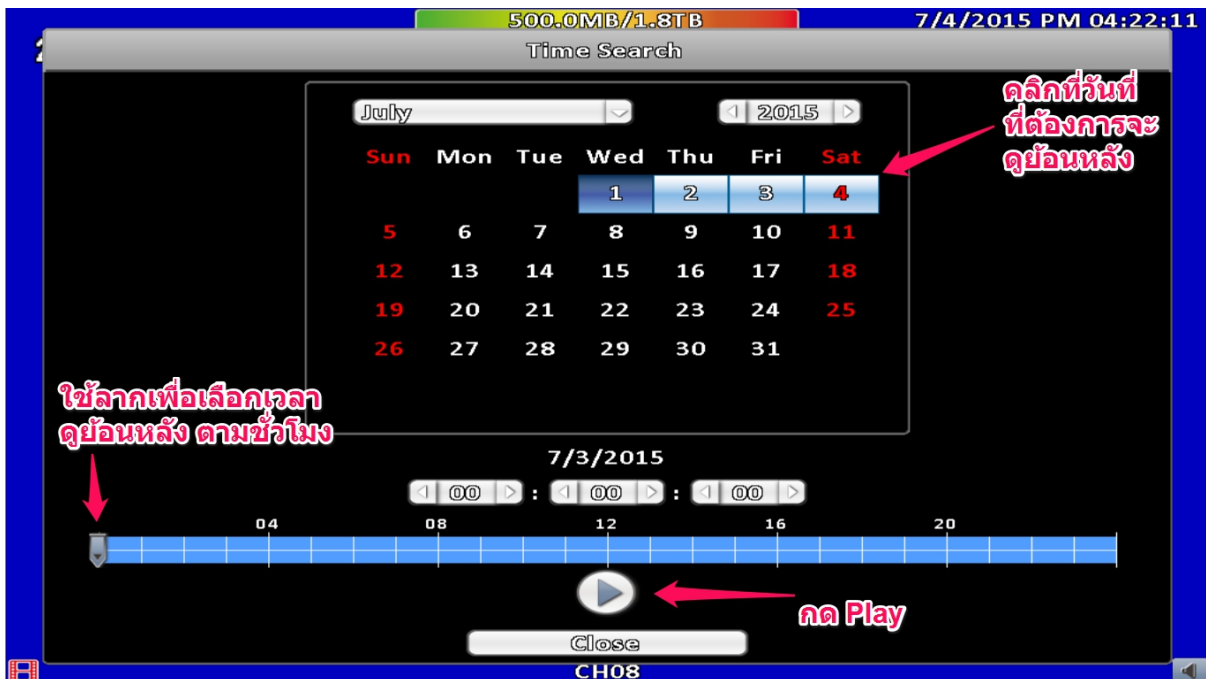 500.0MB/1.8TB 7/4/2015 PM 04:22:11
Time Search
July 2015
คลิกที่วันที่
ที่ต้องการจะ
ดูย้อนหลัง
Sun Mon Tue Wed Thu Fri Sat
1 2 3 4
5 6 7 8 9 10 11
12 13 14 15 16 17 18
19 20 21 22 23 24 25
26 27 28 29 30 31
ใช้ลากเพื่อเลือกเวลา
ดูย้อนหลัง ตามชั่วโมง
7/3/2015
00 : 00 : 00
04 08 12 16 20
กด Play
Close
CH08